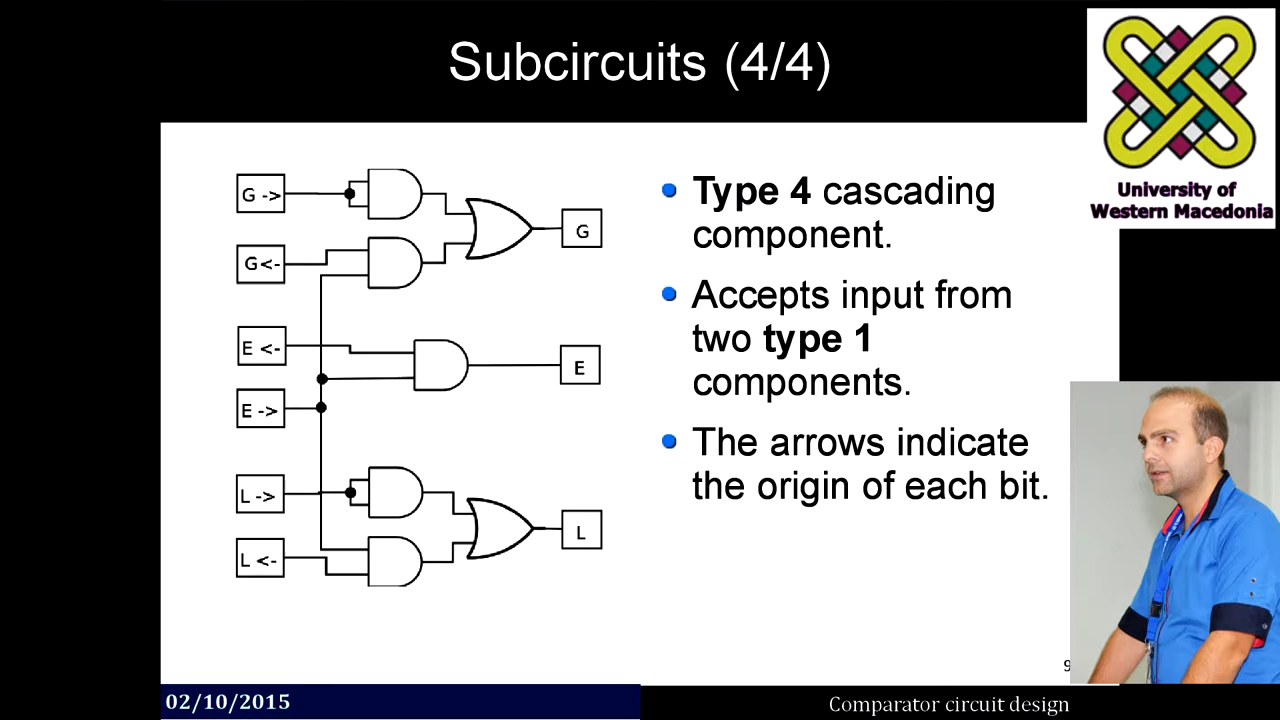 Subcircuits (4/4)
University of
Western Macedonia
G ->
G<-
E <-
E ->
L ->
L <-
G
E
L
Type 4 cascading
component.
Accepts input from
two type 1
components.
The arrows indicate
the origin of each bit.
9
02/10/2015
Comparator circuit design